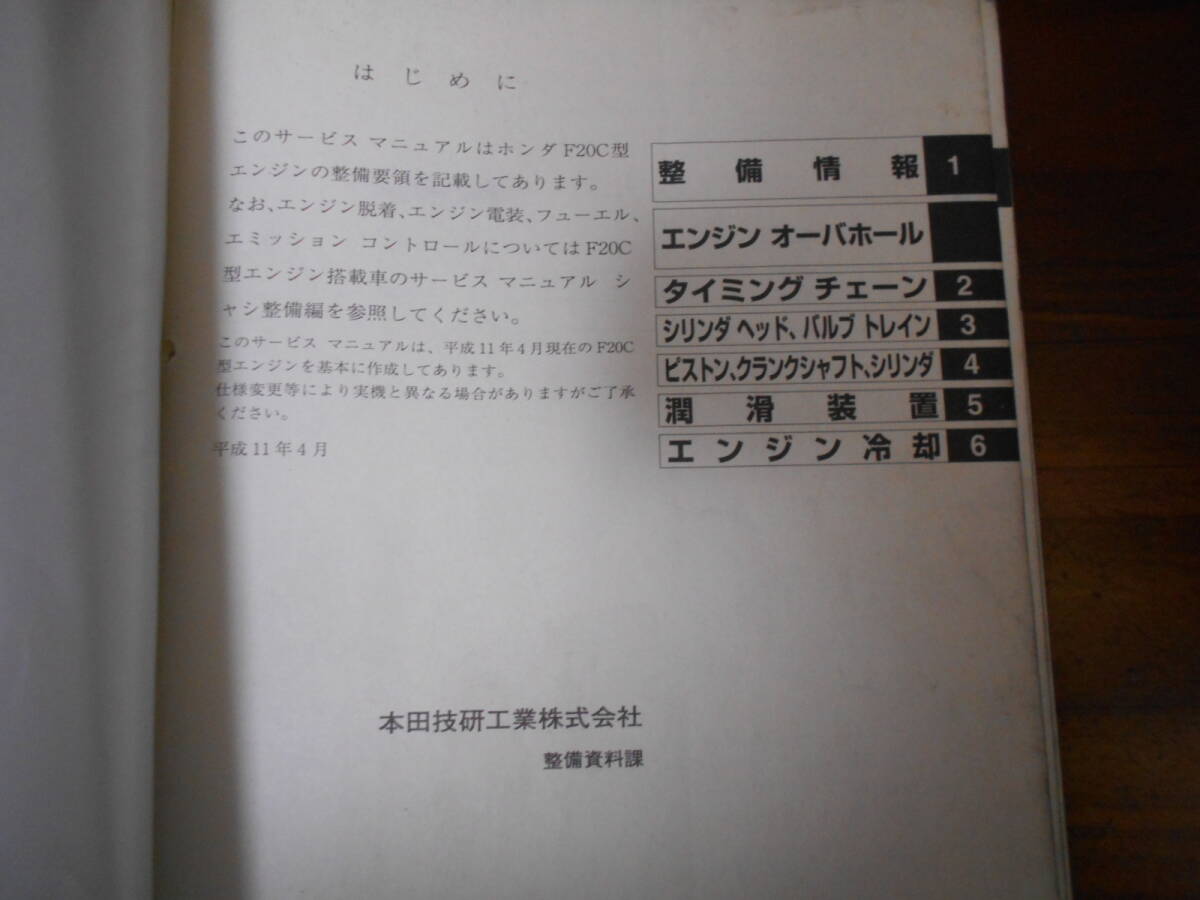 はじめに
このサービス マニュアルはホンダ F20C型
エンジンの整備要領を記載してあります。
なお、エンジン脱着、エンジン電装、フューエル、
エミッション コントロールについてはF20C
型エンジン搭載車のサービス マニュアル シ
ャシ整備編を参照してください。
このサービス マニュアルは、平成11年4月現在のF20C
型エンジンを基本に作成してあります。
仕様変更等により実機と異なる場合がありますがご了承
ください。
平成11年4月
整備情報 1
エンジン オーバホール
タイミング チェーン 2
シリンダ ヘッド、バルブ トレイン 3
ピストン、クランクシャフト、シリンダ 4
潤滑装置 5
エンジン冷却 6
本田技研工業株式会社
整備資料課